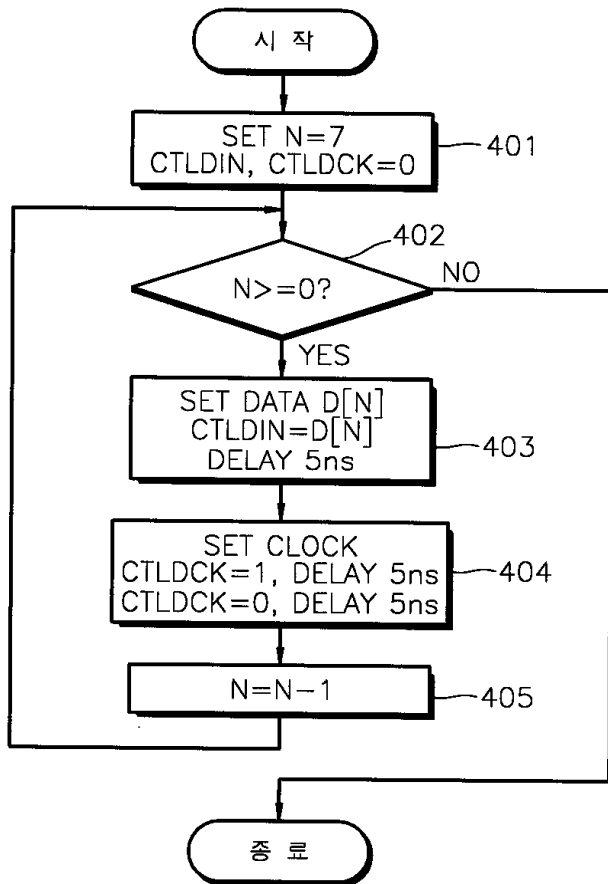 시 작
SET N=7
CTLDIN, CTLDCK=0
401
402
N>=0?
NO
YES
SET DATA D[N]
CTLDIN=D[N]
DELAY 5ns
403
SET CLOCK
CTLDCK=1, DELAY 5ns
CTLDCK=0, DELAY 5ns
404
N=N-1
405
종 료